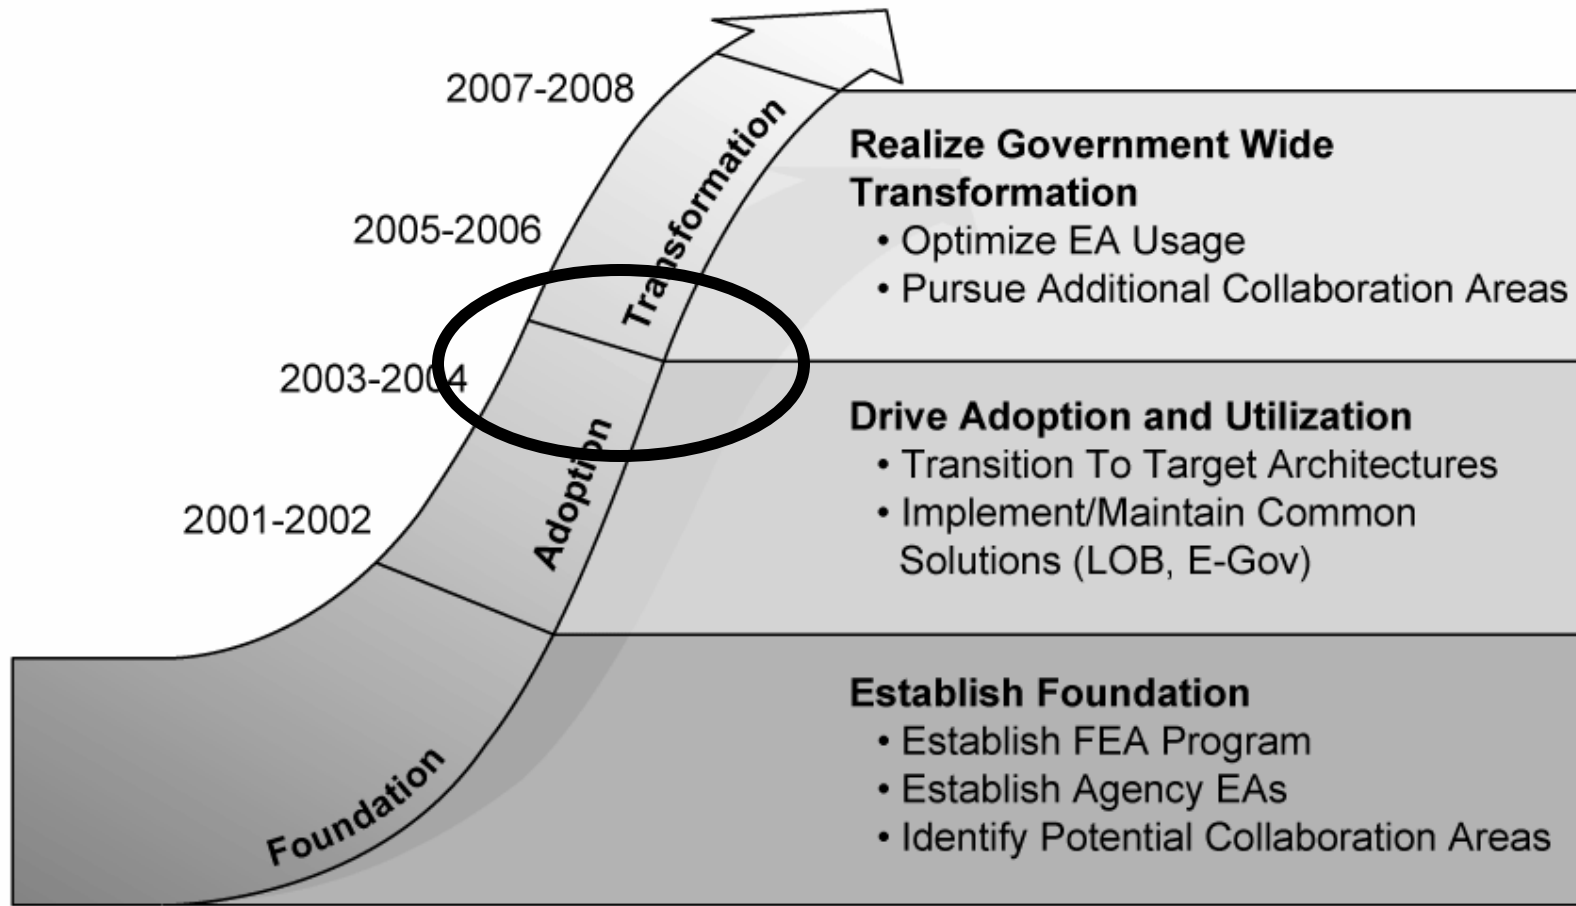 2007-2008
Transformation
Realize Government Wide
Transformation
• Optimize EA Usage
• Pursue Additional Collaboration Areas
2005-2006
2003-2004
Adoption
Drive Adoption and Utilization
• Transition To Target Architectures
• Implement/Maintain Common
Solutions (LOB, E-Gov)
2001-2002
Foundation
Establish Foundation
• Establish FEA Program
• Establish Agency EAs
• Identify Potential Collaboration Areas